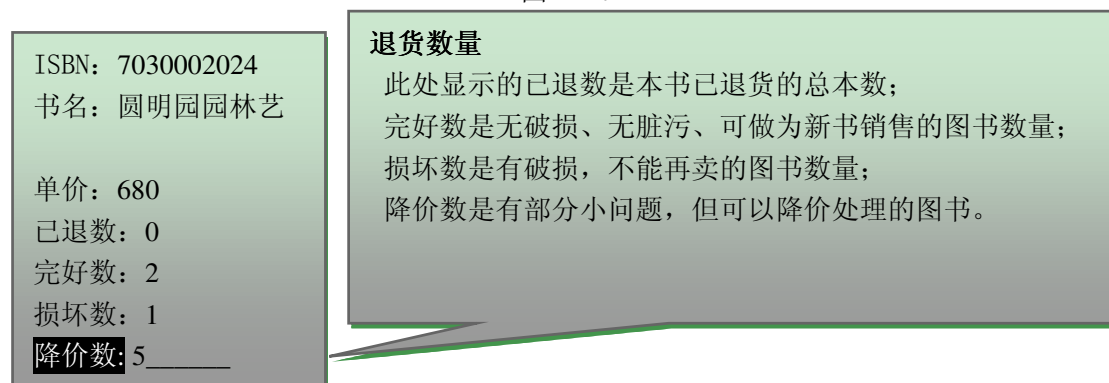 ISBN: 7030002024
书名：圆明园园林艺
单价：680
已退数：0
完好数：2
损坏数：1
降价数: 5______
退货数量
此处显示的已退数是本书已退货的总本数；
完好数是无破损、无脏污、可做为新书销售的图书数量；
损坏数是有破损，不能再卖的图书数量；
降价数是有部分小问题，但可以降价处理的图书。